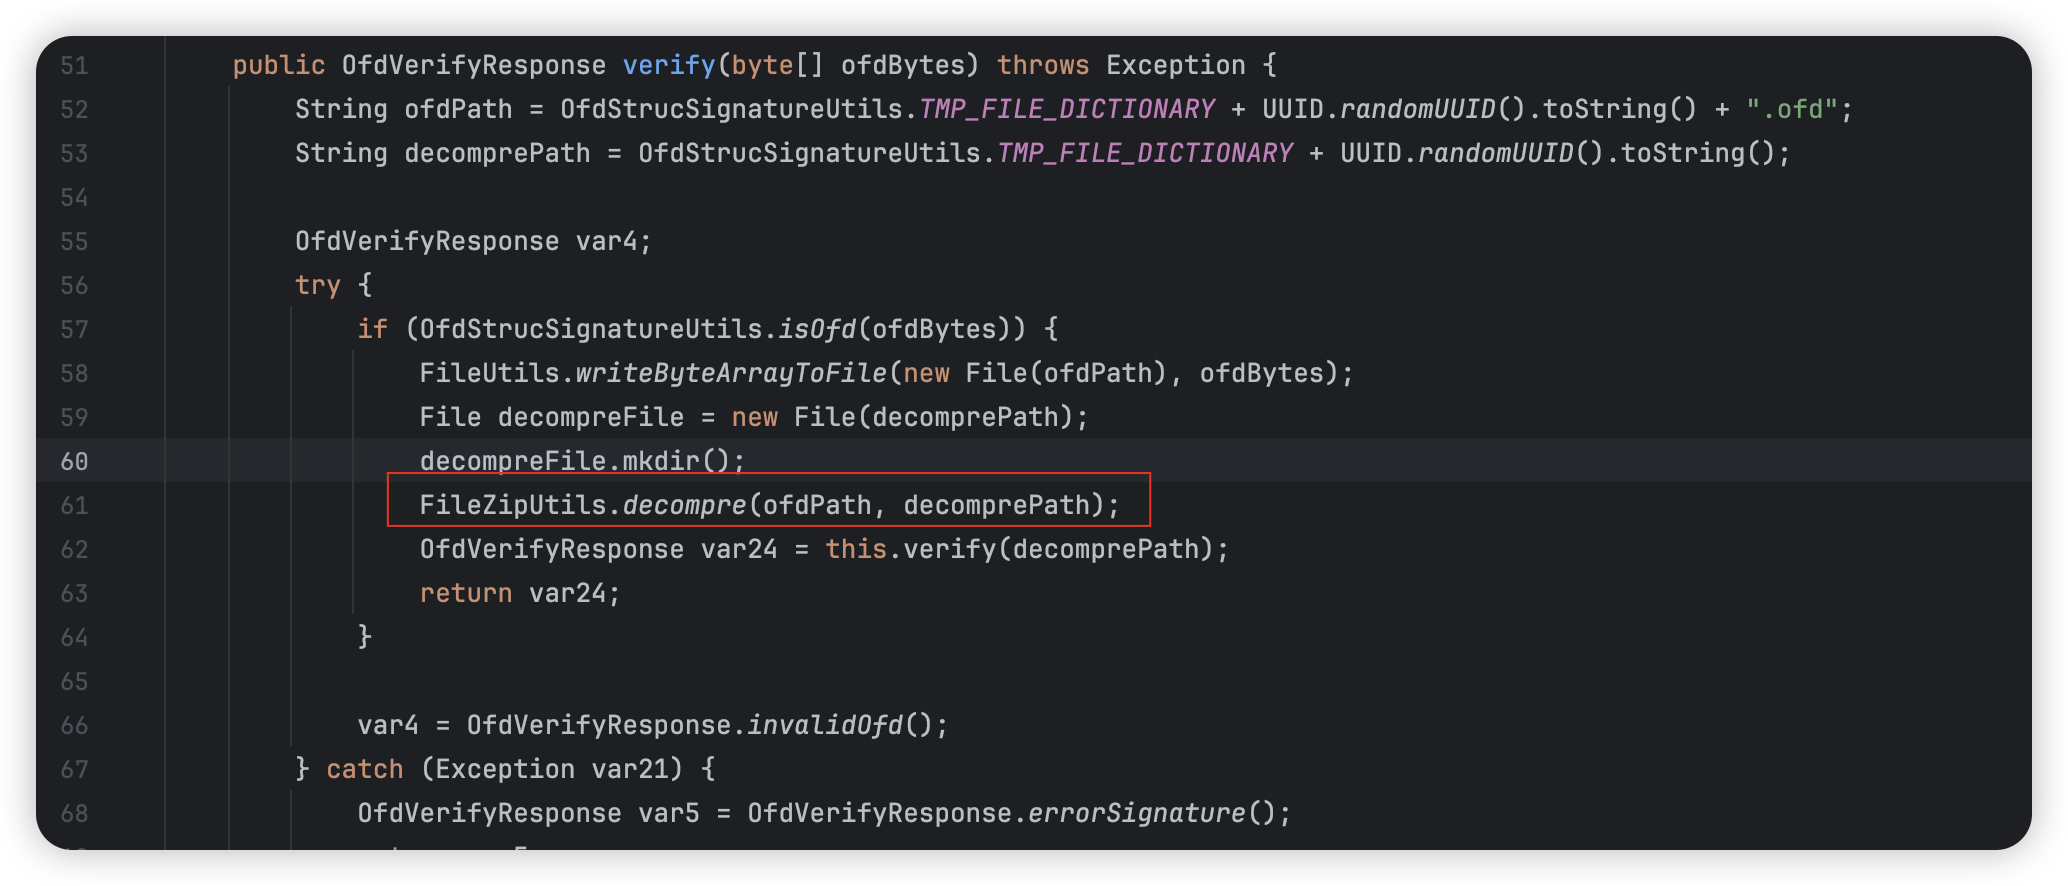 51 public OfdVerifyResponse verify(byte[] ofdBytes) throws Exception {
52 String ofdPath = OfdStrucSignatureUtils.TMP_FILE_DICTIONARY + UUID.randomUUID().toString() + ".ofd";
53 String decomprePath = OfdStrucSignatureUtils.TMP_FILE_DICTIONARY + UUID.randomUUID().toString();
54
55 OfdVerifyResponse var4;
56 try {
57 if (OfdStrucSignatureUtils.isOfd(ofdBytes)) {
58 FileUtils.writeByteArrayToFile(new File(ofdPath), ofdBytes);
59 File decompreFile = new File(decomprePath);
60 decompreFile.mkdir();
61 FileZipUtils.decompre(ofdPath, decomprePath);
62 OfdVerifyResponse var24 = this.verify(decomprePath);
63 return var24;
64 }
65
66 var4 = OfdVerifyResponse.invalidOfd();
67 } catch (Exception var21) {
68 OfdVerifyResponse var5 = OfdVerifyResponse.errorSignature();